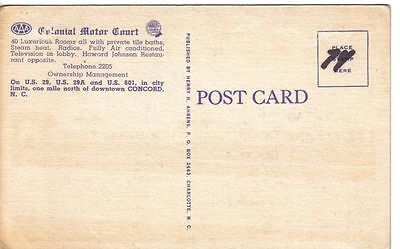 AAA
Colonial Motor Court
40 Luxurious Rooms all with private tile baths,
Steam heat. Radios. Fully Air conditioned.
Television in lobby. Howard Johnson Restau-
rant opposite.
Telephone 2205
Ownership Management
On U.S. 29, U.S. 29A and U.S. 601, in city
limits, one mile north of downtown CONCORD,
N. C.
PUBLISHED BY HENRY H. AHRENS, P. O. BOX 2463, CHARLOTTE, N. C.
POST CARD
PLACE
HERE